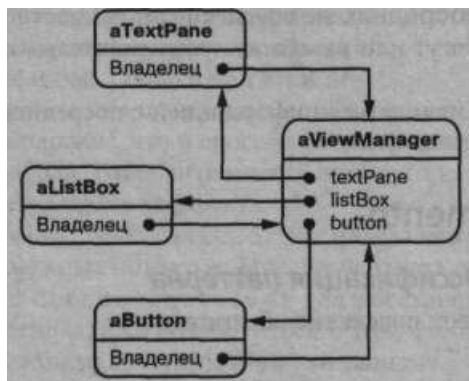 aTextPane
Владелец
aViewManager
textPane
listBox
button
aListBox
Владелец
aButton
Владелец